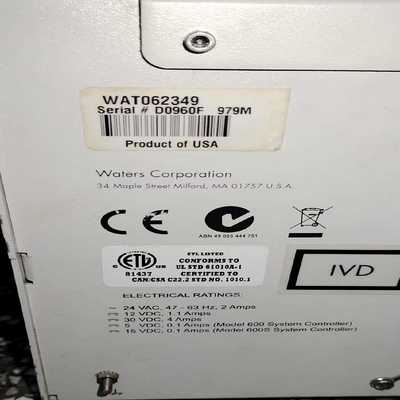 WAT062349
Serial # D0960F 979M
Product of USA
Waters Corporation
34 Maple Street Milford, MA 01757 U.S.A.
CE
N
ABN 49 065 444 751
ETL LISTED
CONFORMS TO
UL STD 61010A-1
CERTIFIED TO
CAN/CSA C22.2 STD NO. 1010.1
ETL
81437
IVD
ELECTRICAL RATINGS:
24 VAC, 47 - 63 Hz, 2 Amps
12 VDC, 1.1 Amps
30 VDC, 4 Amps
5 VDC, 0.1 Amps (Model 600 System Controller)
15 VDC, 0.1 Amps (Model 600S System Controller)